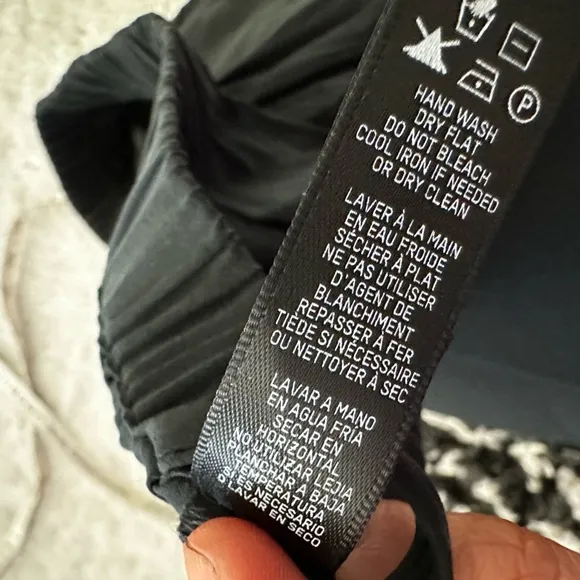 P
HAND WASH
DRY FLAT
DO NOT BLEACH
COOL IRON IF NEEDED
OR DRY CLEAN
LAVER À LA MAIN
EN EAU FROIDE
SÉCHER À PLAT
NE PAS UTILISER
D'AGENT DE
BLANCHIMENT
REPASSER À FER
TIEDE SI NÉCESSAIRE
OU NETTOYER À SEC
LAVAR A MANO
EN AGUA FRÍA
SECAR EN
HORIZONTAL
NO UTILIZAR LEJIA
PLANCHAR A BAJA
TEMPERATURA
SI ES NECESARIO
O LAVAR EN SECO